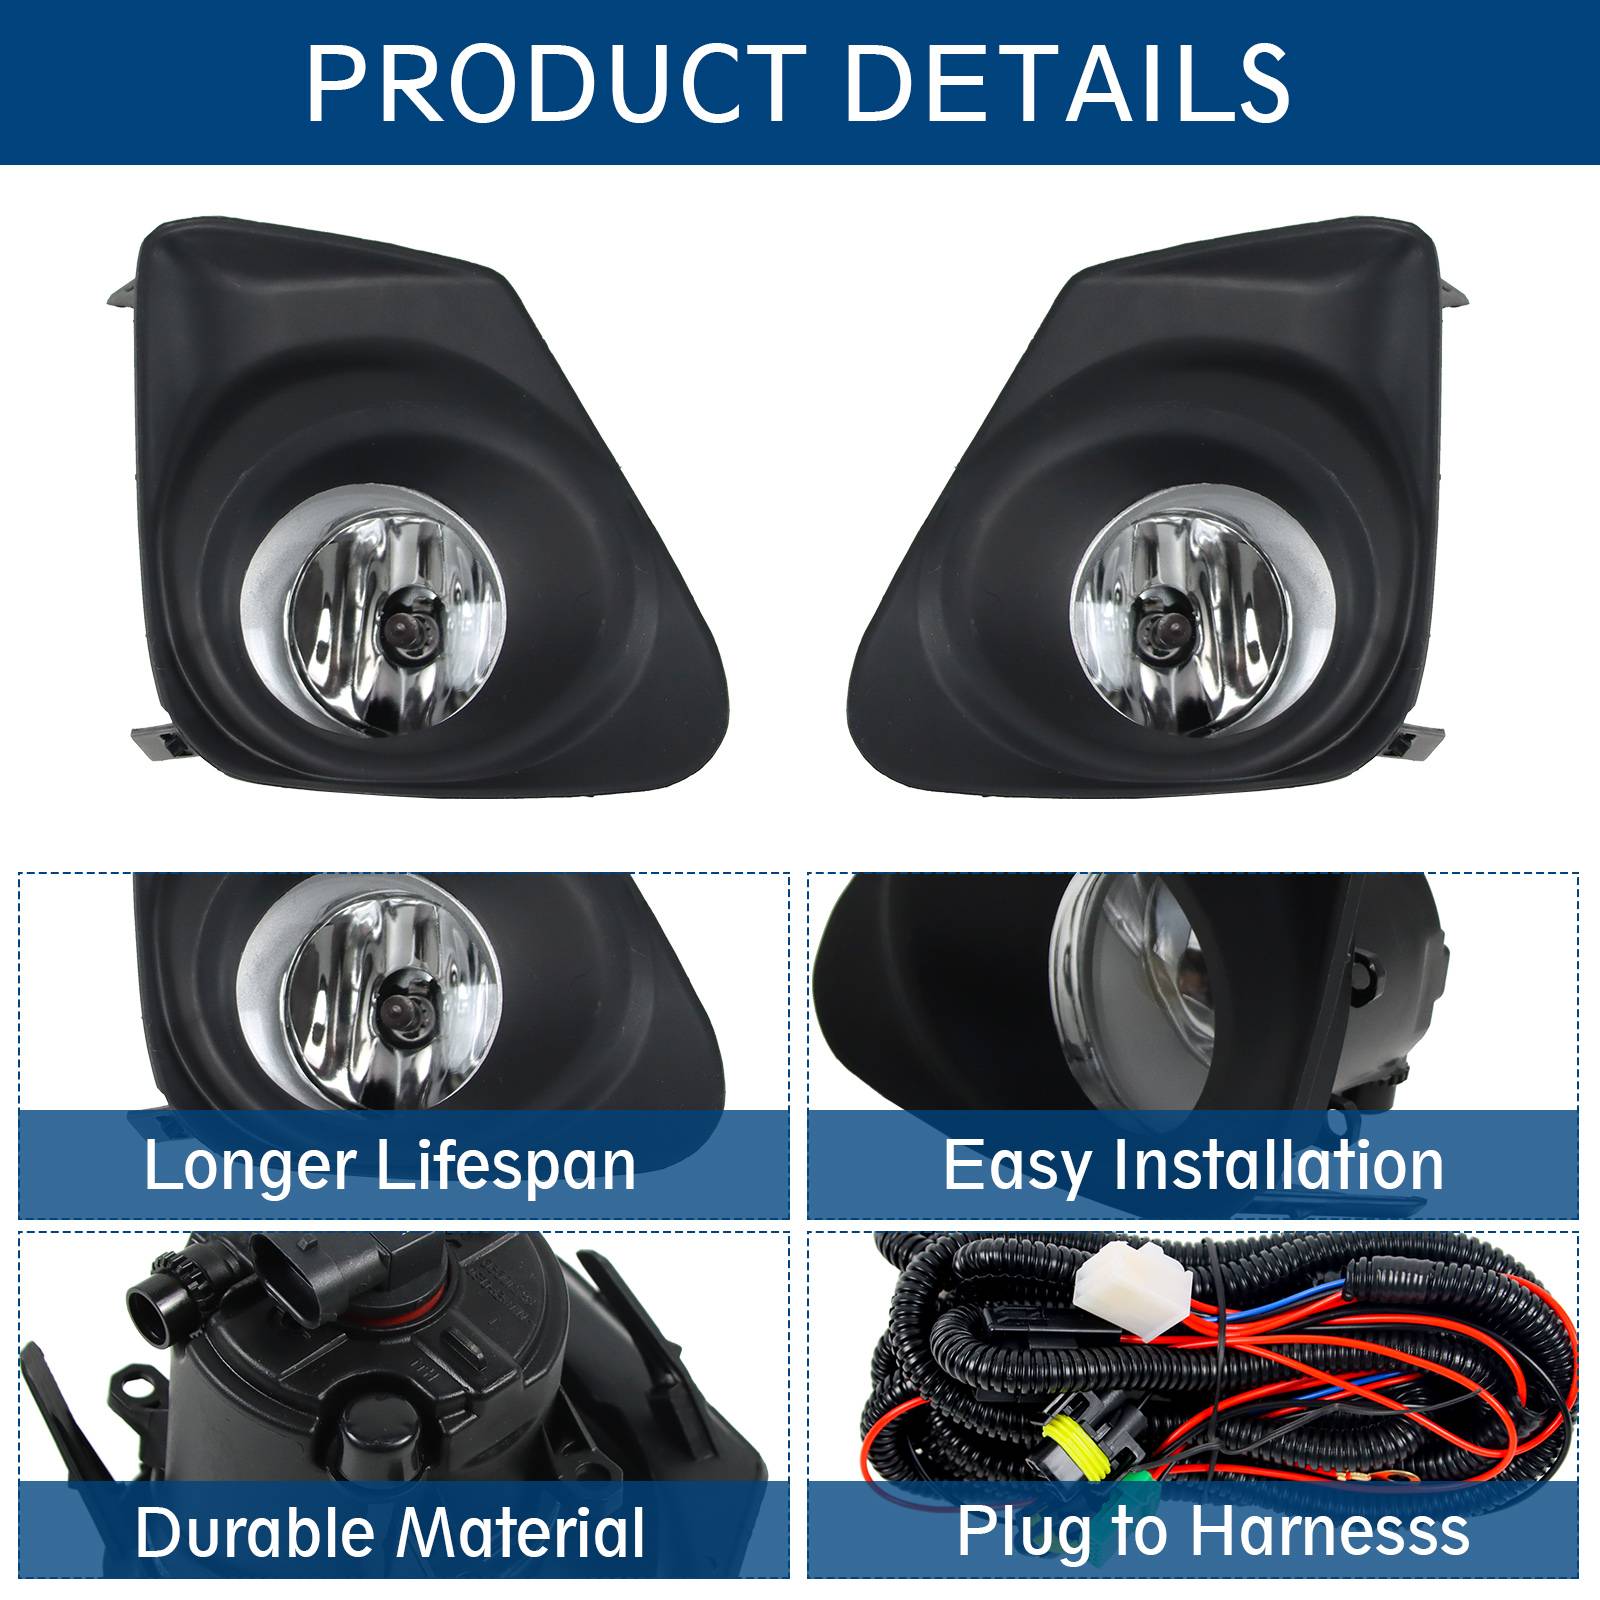 PRODUCT DETAILS
Longer Lifespan
Easy Installation
Durable Material
Plug to Harnesss